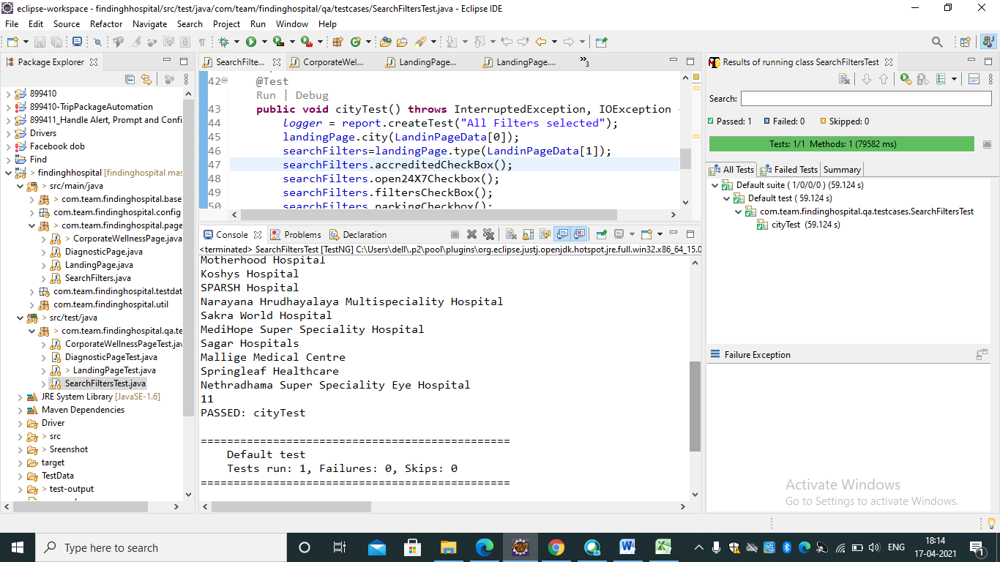 eclipse-workspace - findinghhospital/src/test/java/com/team/findinghospital/qa/testcases/SearchFiltersTest.java - Eclipse IDE
File Edit Source Refactor Navigate Search Project Run Window Help
Package Explorer
899410
899410-TrippPackageAutomation
899411_Handle Alert, Prompt and Confi
Drivers
Facebook dob
Find
> findinghhospital [findinghhospital mas
> src/main/java
> com.team.findinghospital.base
com.team.findinghospital.config
> com.team.findinghospital.page
> CorporateWellnessPage.java
DiagnosticPage.java
LandingPage.java
SearchFilters.java
com.team.findinghospital.testdat
com.team.findinghospital.util
> src/test/java
> com.team.findinghospital.qa.te
CorporateWellnessPageTest.jav
DiagnosticPageTest.java
> LandingPageTest.java
SearchFiltersTest.java
JRE System Library [JavaSE-1.6]
Maven Dependencies
Driver
> src
> Sreenshot
target
TestData
> test-output
SearchFilte... CorporateWel... LandingPage... LandingPage.... »3
42 @Test
Run | Debug
43 public void cityTest() throws InterruptedException, IOException
44 logger = report.createTest("All Filters selected");
45 landingPage.city(LandinPageData[0]);
46 searchFilters=landingPage.type(LandinPageData[1]);
47 searchFilters.accreditedCheckBox();
48 searchFilters.open24X7Checkbox();
49 searchFilters.filtersCheckBox();
50 searchFilters.parkingCheckbox();
Console Problems Declaration
<terminated> SearchFiltersTest [TestNG] C:\Users\dell\.p2\pool\plugins\org.eclipse.justj.openjdk.hotspot.jre.full.win32.x86_64_15.0
Motherhood Hospital
Koshys Hospital
SPARSH Hospital
Narayana Hrudhayalaya Multispeciality Hospital
Sakra World Hospital
MediHope Super Speciality Hospital
Sagar Hospitals
Mallige Medical Centre
Springleaf Healthcare
Nethradhama Super Speciality Eye Hospital
11
PASSED: cityTest
===============================================
Default test
Tests run: 1, Failures: 0, Skips: 0
===============================================
Results of running class SearchFiltersTest
Search:
Passed: 1 Failed: 0 Skipped: 0
Tests: 1/1 Methods: 1 (79582 ms)
All Tests Failed Tests Summary
Default suite ( 1/0/0/0 ) (59.124 s)
Default test ( 59.124 s)
com.team.findinghospital.qa.testcases.SearchFiltersTest
cityTest (59.124 s)
Failure Exception
Activate Windows
Go to Settings to activate Windows.
Type here to search
ENG
18:14
17-04-2021
1